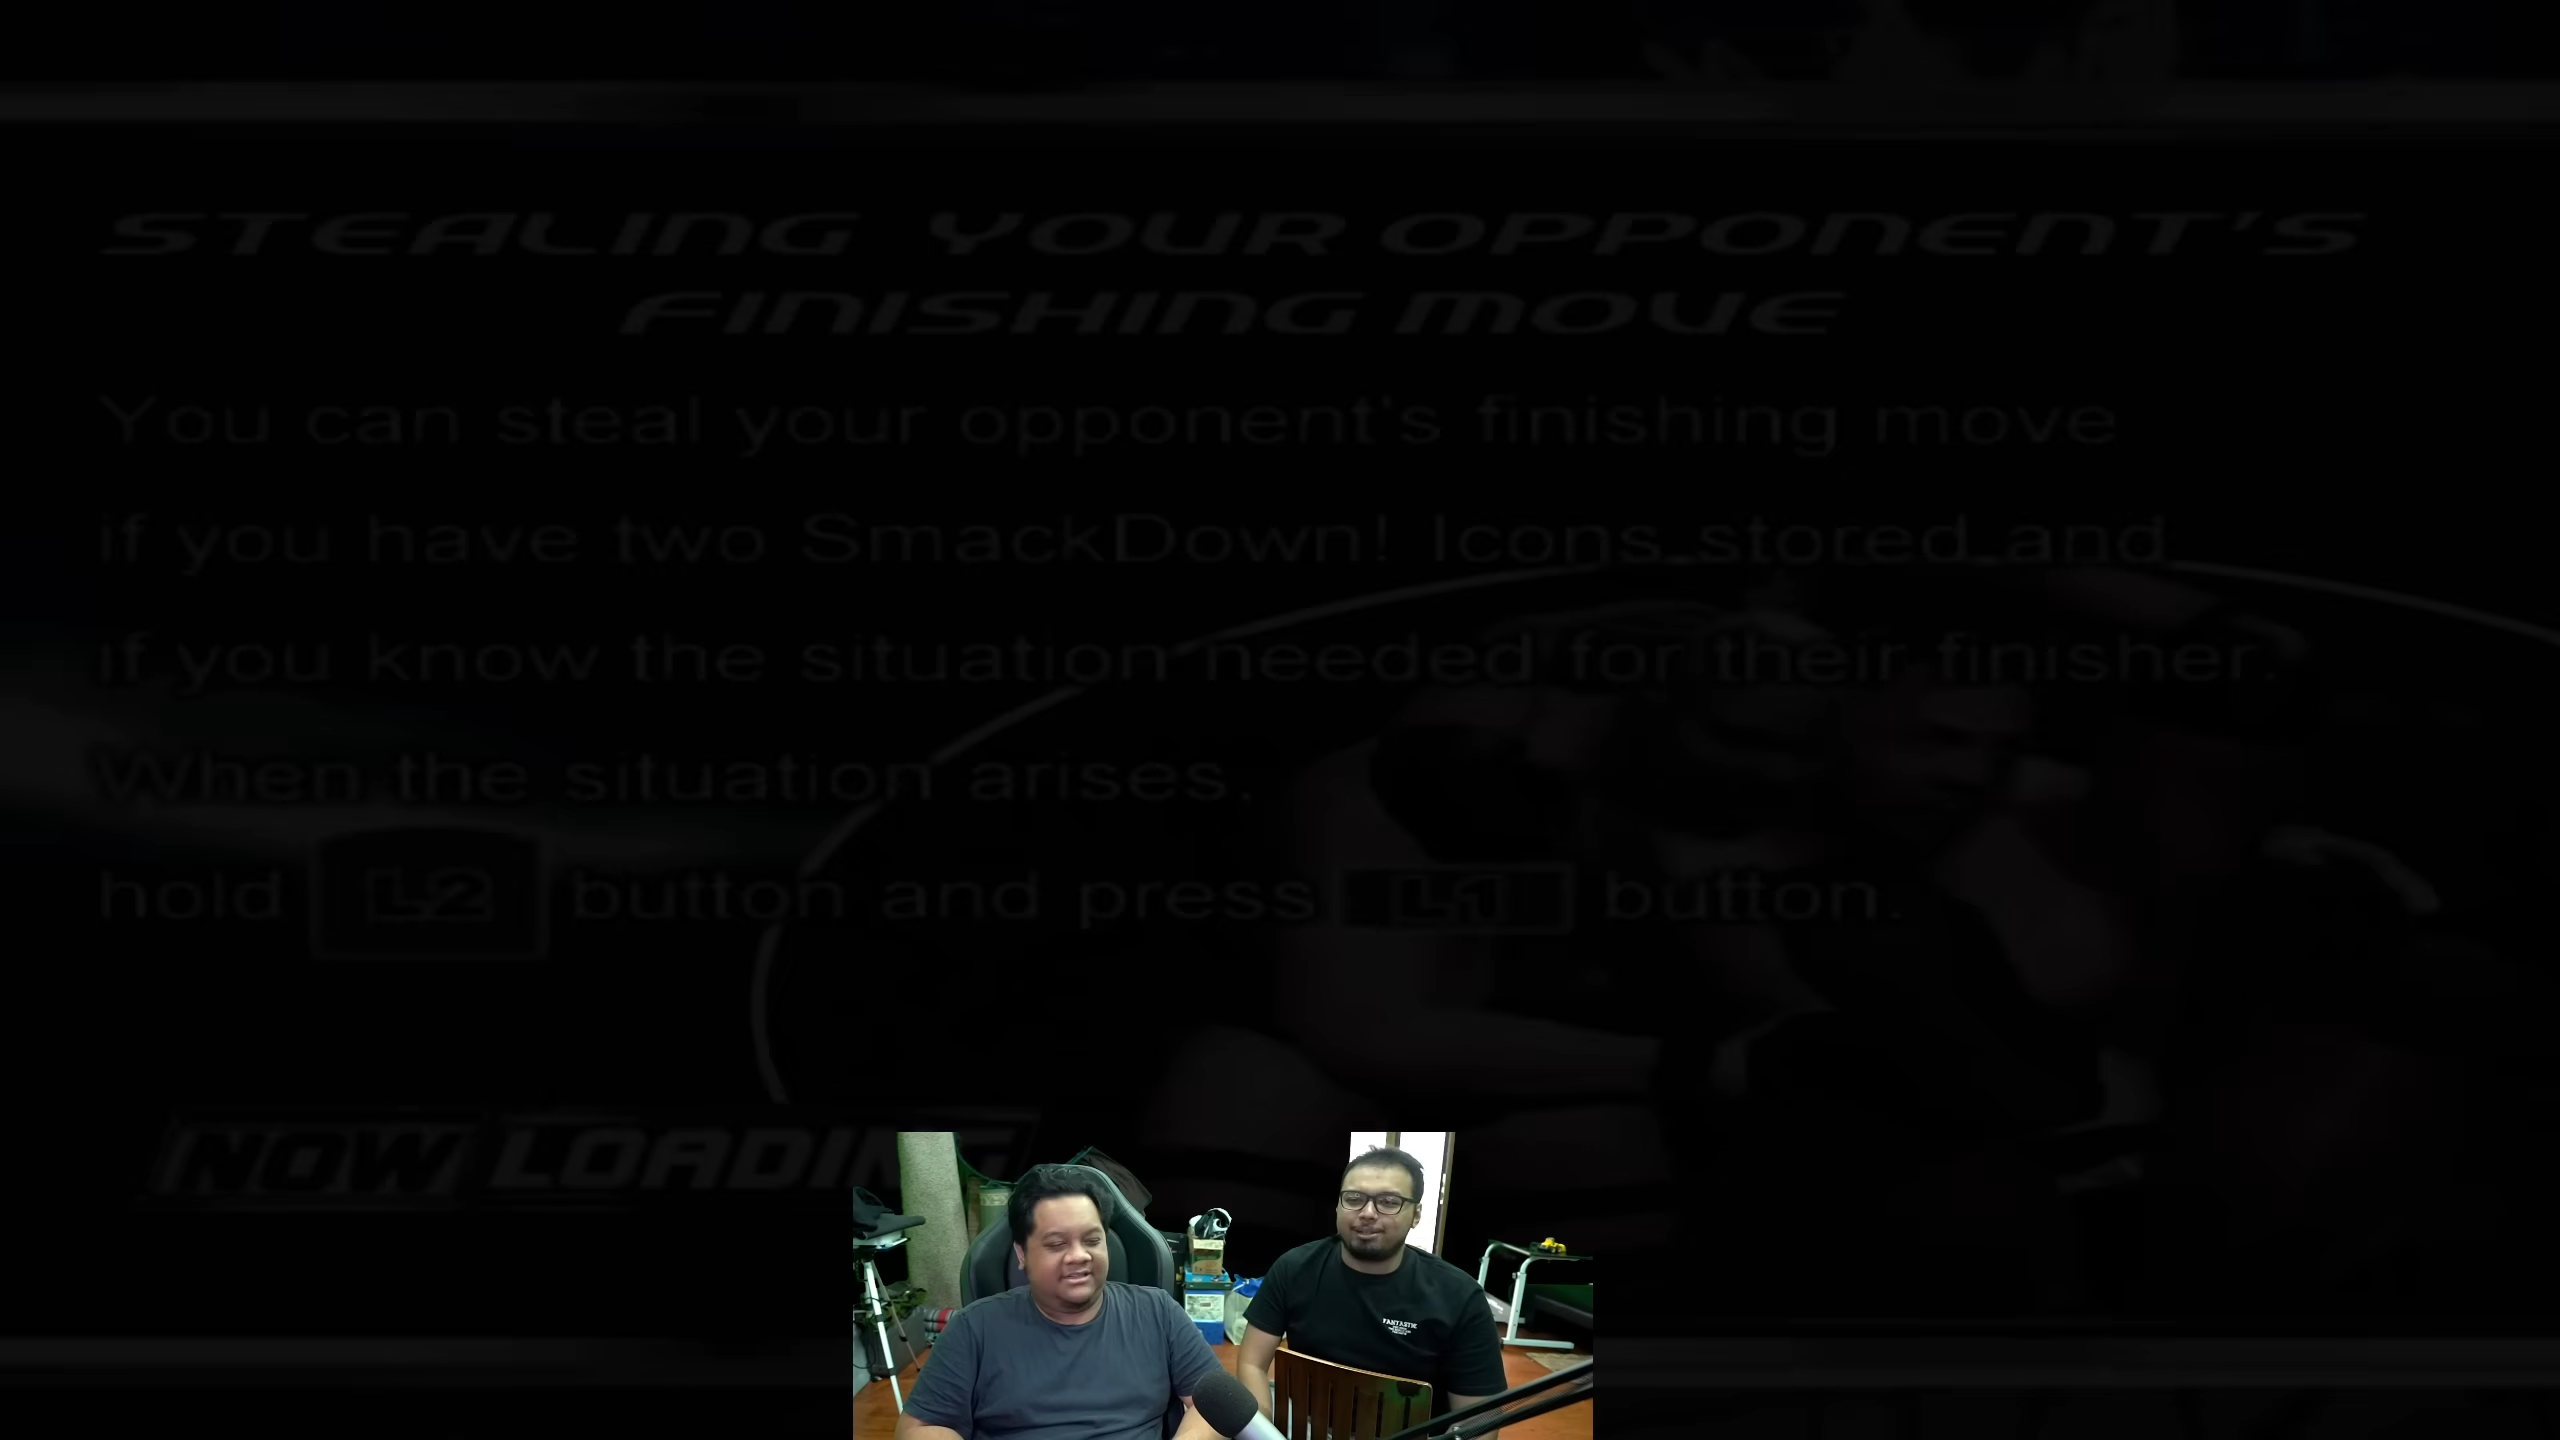 STEALING YOUR OPPONENT'S
FINISHING MOVE
You can steal your opponent's finishing move
if you have two SmackDown! Icons stored and
if you know the situation needed for their finisher.
When the situation arises,
hold L2 button and press L1 button.
NOW LOADING
FANTASTIC